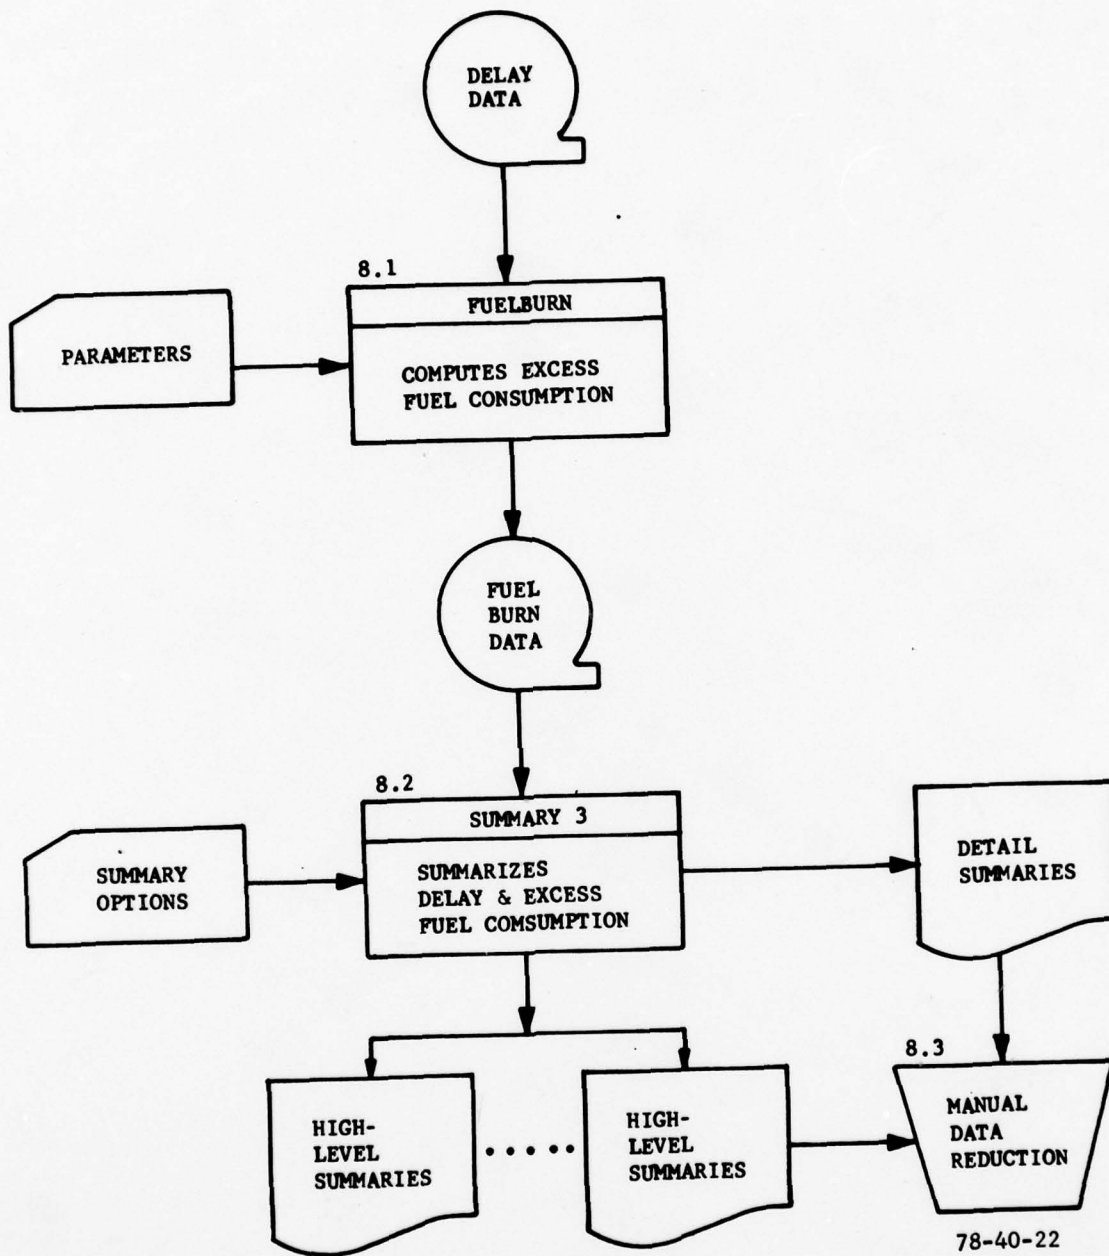 DELAY
DATA
8.1
FUELBURN
PARAMETERS
COMPUTES EXCESS
FUEL CONSUMPTION
FUEL
BURN
DATA
8.2
SUMMARY 3
SUMMARY
OPTIONS
SUMMARIZES
DELAY & EXCESS
FUEL COMSUMPTION
DETAIL
SUMMARIES
8.3
HIGH-
LEVEL
SUMMARIES
HIGH-
LEVEL
SUMMARIES
MANUAL
DATA
REDUCTION
78-40-22